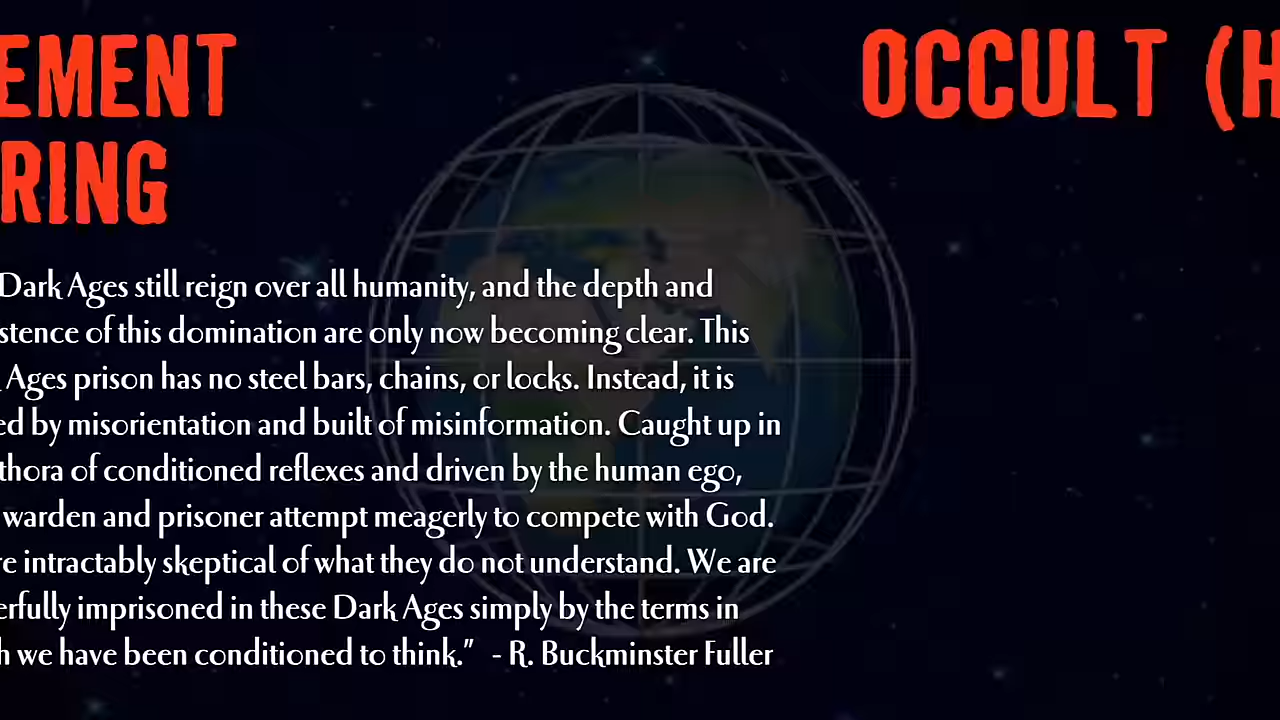 EMENT
RING
OCCULT (H
Dark Ages still reign over all humanity, and the depth and
stence of this domination are only now becoming clear. This
Ages prison has no steel bars, chains, or locks. Instead, it is
ed by misorientation and built of misinformation. Caught up in
thora of conditioned reflexes and driven by the human ego,
warden and prisoner attempt meagerly to compete with God.
re intractably skeptical of what they do not understand. We are
erfully imprisoned in these Dark Ages simply by the terms in
h we have been conditioned to think.” - R. Buckminster Fuller